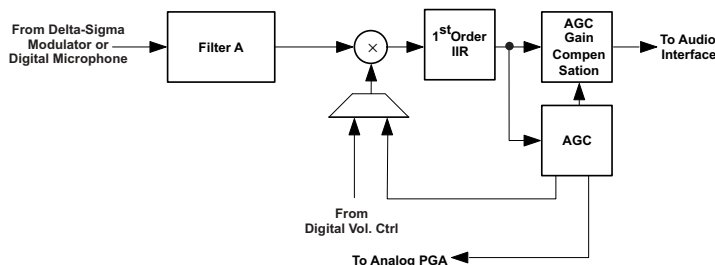 From Delta-Sigma
Modulator or
Digital Microphone
Filter A
×
1st Order
IIR
AGC
Gain
Compen
Sation
To Audio
Interface
AGC
From
Digital Vol. Ctrl
To Analog PGA